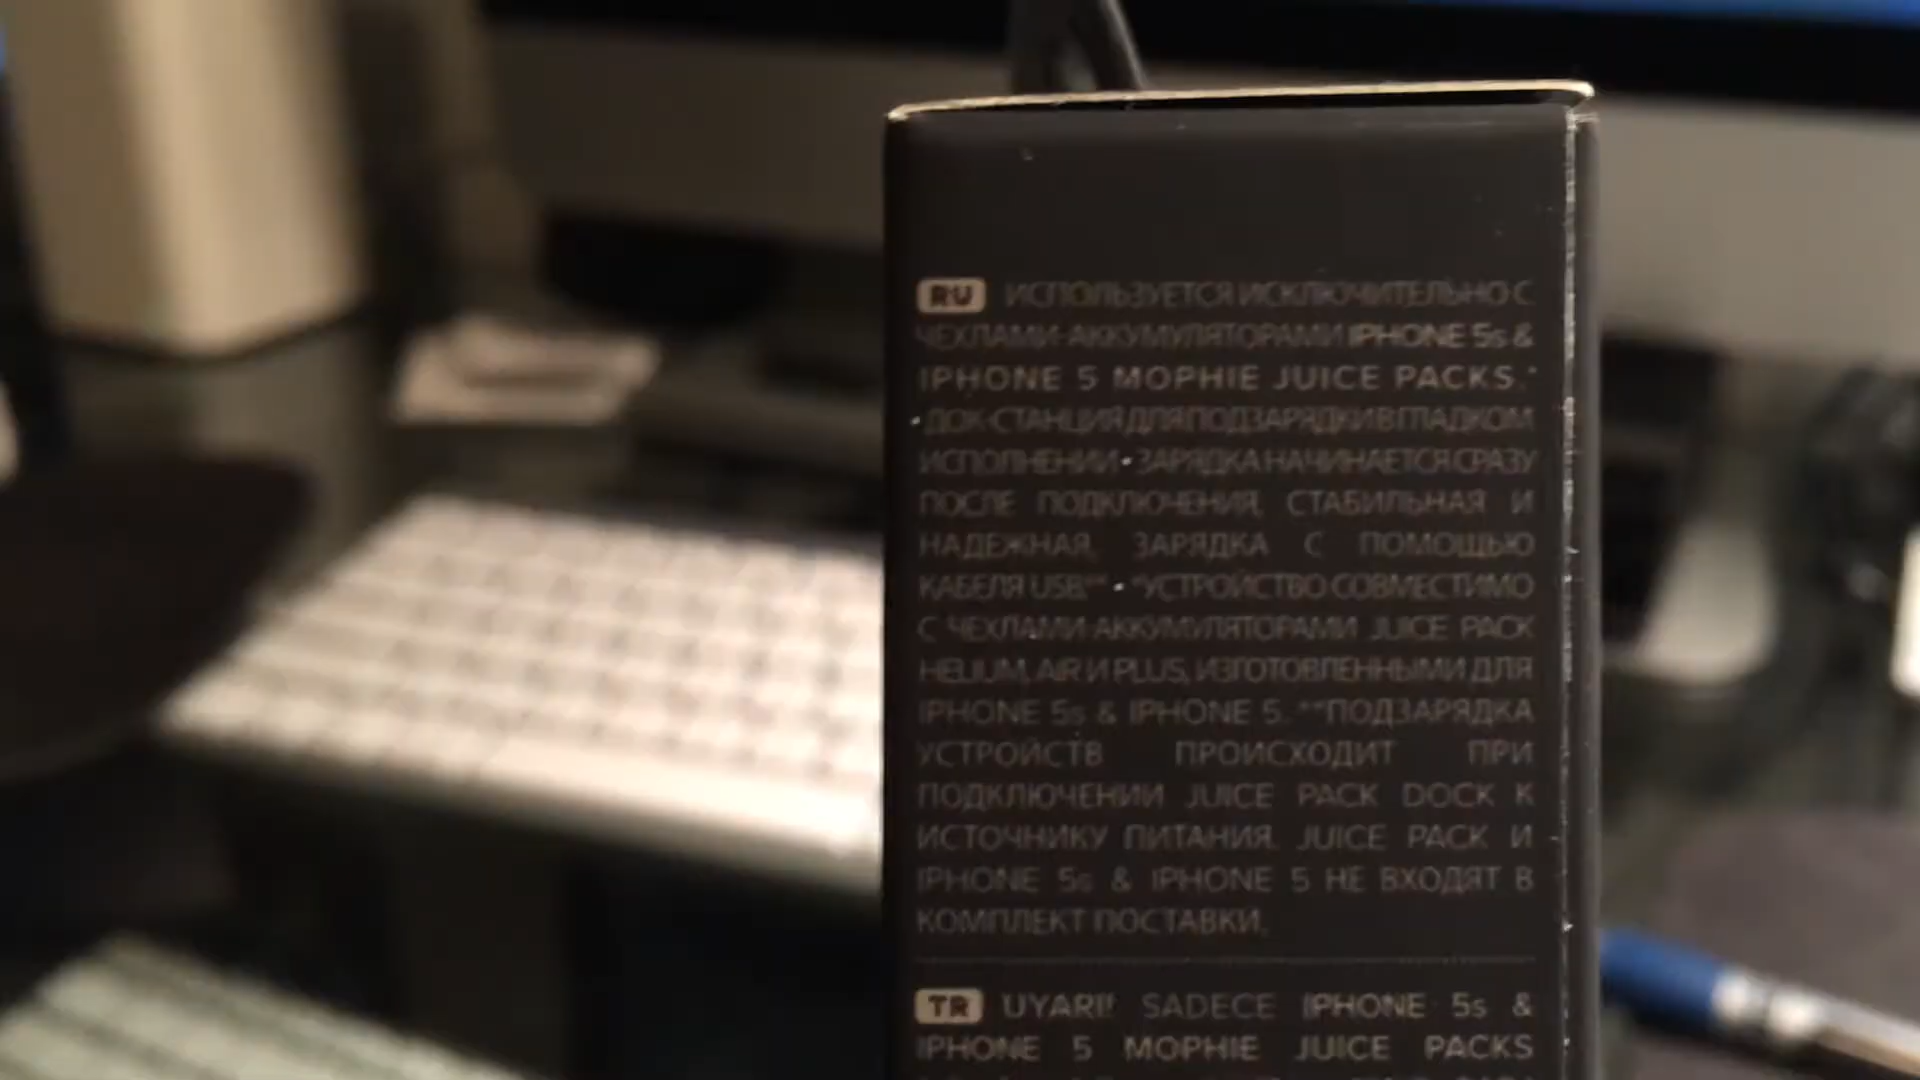 RU ИСПОЛЬЗУЕТСЯ ИСКЛЮЧИТЕЛЬНО С
ЧЕХЛАМИ-АККУМУЛЯТОРАМИ IPHONE 5s &
IPHONE 5 MOPHIE JUICE PACKS.*
ДОК-СТАНЦИЯ ДЛЯ ПОДЗАРЯДКИ В ГЛАДКОМ
ИСПОЛНЕНИИ • ЗАРЯДКА НАЧИНАЕТСЯ СРАЗУ
ПОСЛЕ ПОДКЛЮЧЕНИЯ, СТАБИЛЬНАЯ И
НАДЕЖНАЯ, ЗАРЯДКА С ПОМОЩЬЮ
КАБЕЛЯ USB.** • *УСТРОЙСТВО СОВМЕСТИМО
С ЧЕХЛАМИ-АККУМУЛЯТОРАМИ JUICE PACK
HELIUM, AIR И PLUS, ИЗГОТОВЛЕННЫМИ ДЛЯ
IPHONE 5s & IPHONE 5. **ПОДЗАРЯДКА
УСТРОЙСТВ ПРОИСХОДИТ ПРИ
ПОДКЛЮЧЕНИИ JUICE PACK DOCK К
ИСТОЧНИКУ ПИТАНИЯ. JUICE PACK И
IPHONE 5s & IPHONE 5 НЕ ВХОДЯТ В
КОМПЛЕКТ ПОСТАВКИ.
TR UYARI! SADECE IPHONE 5s &
IPHONE 5 MOPHIE JUICE PACKS